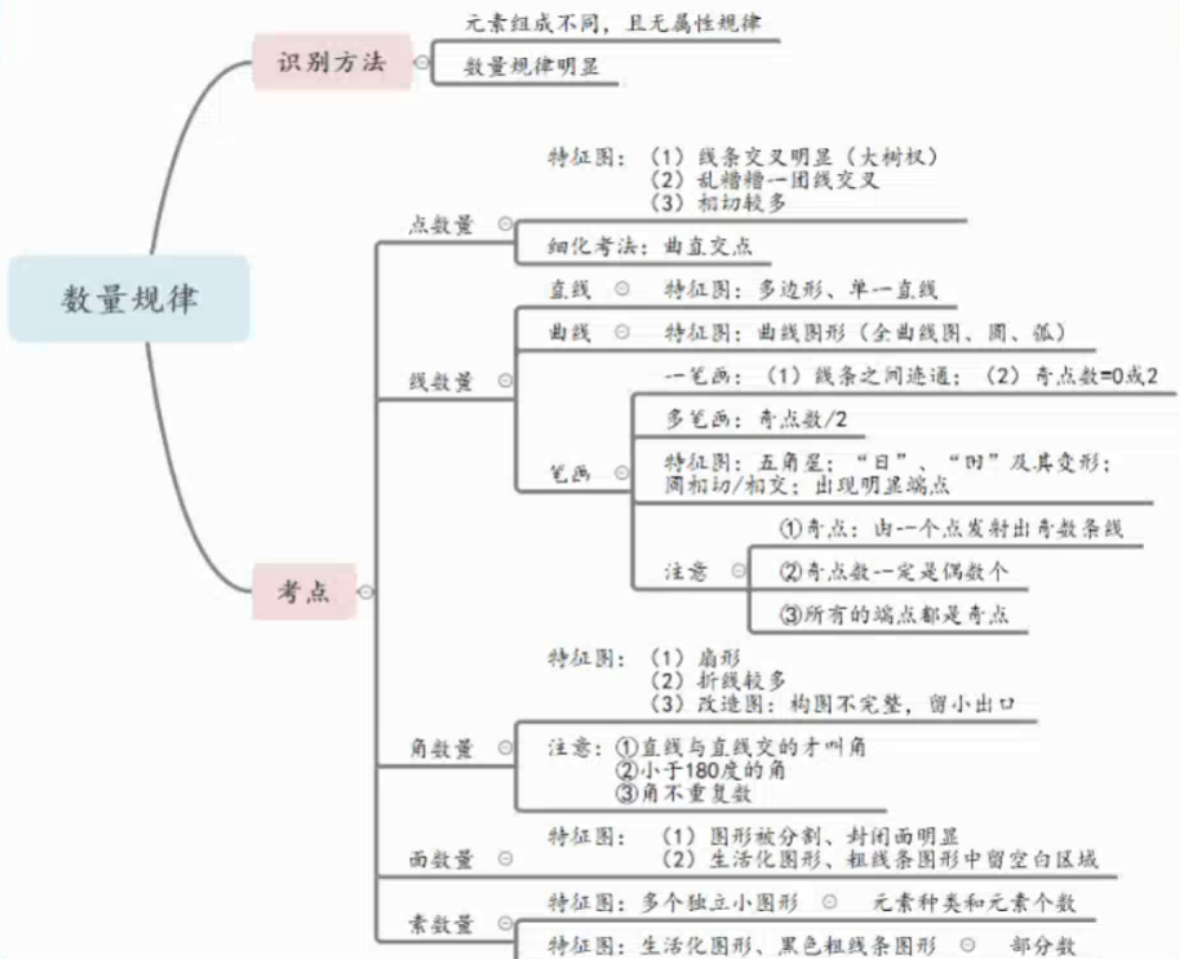 元素组成不同，且无属性规律
识别方法
数量规律明显
特征图：（1）线条交叉明显（大树杈）
（2）乱糟糟一团线交叉
（3）相切较多
点数量
细化考法：曲直交点
直线 特征图：多边形、单一直线
数量规律
曲线 特征图：曲线图形（全曲线图、圆、弧）
线数量
一笔画：（1）线条之间连通；（2）奇点数=0或2
多笔画：奇点数/2
笔画
特征图：五角星；“日”、“田”及其变形；
圆相切/相交；出现明显端点
①奇点：由一个点发射出奇数条线
注意 ②奇点数一定是偶数个
③所有的端点都是奇点
考点
特征图：（1）扇形
（2）折线较多
（3）改造图：构图不完整，留小出口
角数量
注意：①直线与直线交的才叫角
②小于180度的角
③角不重复数
特征图：（1）图形被分割、封闭面明显
面数量
（2）生活化图形、粗线条图形中留空白区域
特征图：多个独立小图形 元素种类和元素个数
素数量
特征图：生活化图形、黑色粗线条图形 部分数